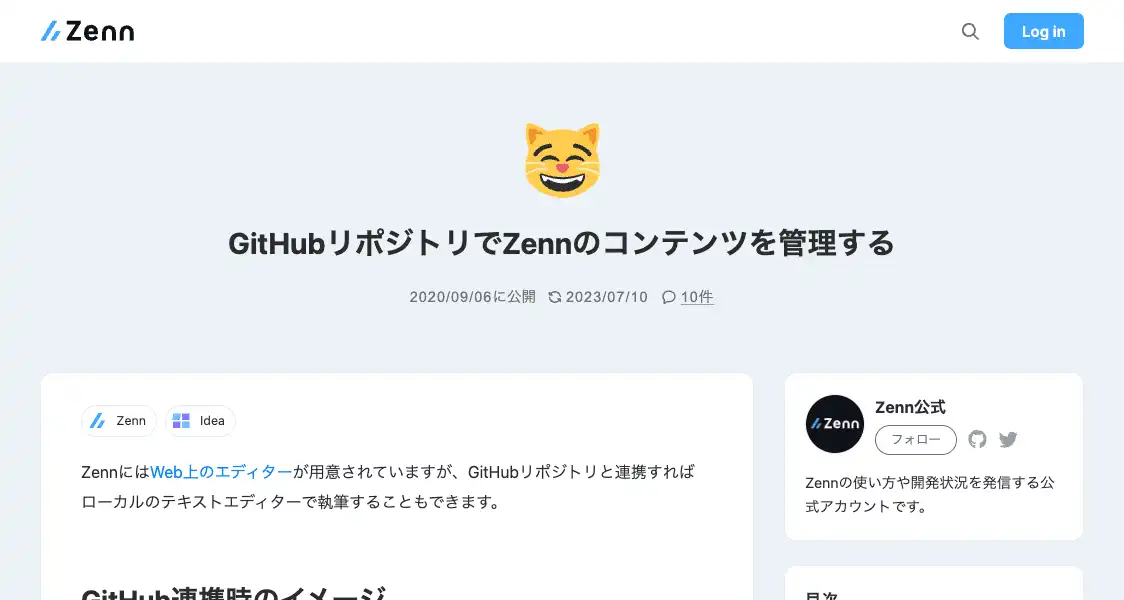 Zenn
Log in
GitHubリポジトリでZennのコンテンツを管理する
2020/09/06に公開 2023/07/10 10件
Zenn Idea
ZennにはWeb上のエディターが用意されていますが、GitHubリポジトリと連携すれば
ローカルのテキストエディターで執筆することもできます。
GitHub連携時のイメージ
Zenn
Zenn公式
フォロー
Zennの使い方や開発状況を発信する公
式アカウントです。
目次